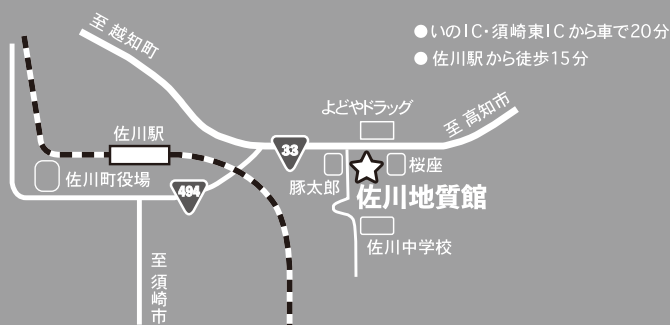 ●いのIC・須崎東ICから車で20分
●佐川駅から徒歩15分
至 越知町
よどやドラッグ
至 高知市
佐川駅
33
豚太郎
桜座
佐川町役場
494
佐川地質館
佐川中学校
至 須崎市